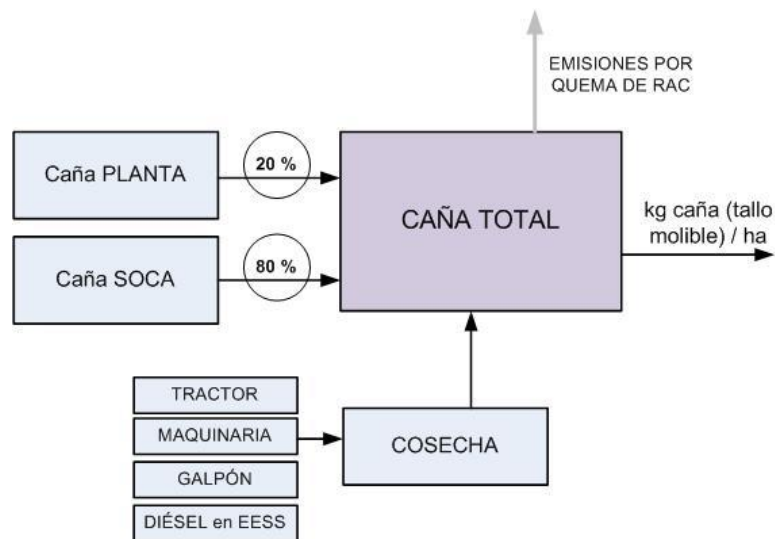 EMISIONES POR
QUEMA DE RAC
Caña PLANTA
20 %
CAÑA TOTAL
kg caña (tallo
molible) / ha
Caña SOCA
80 %
TRACTOR
MAQUINARIA
COSECHA
GALPÓN
DIÉSEL en EESS